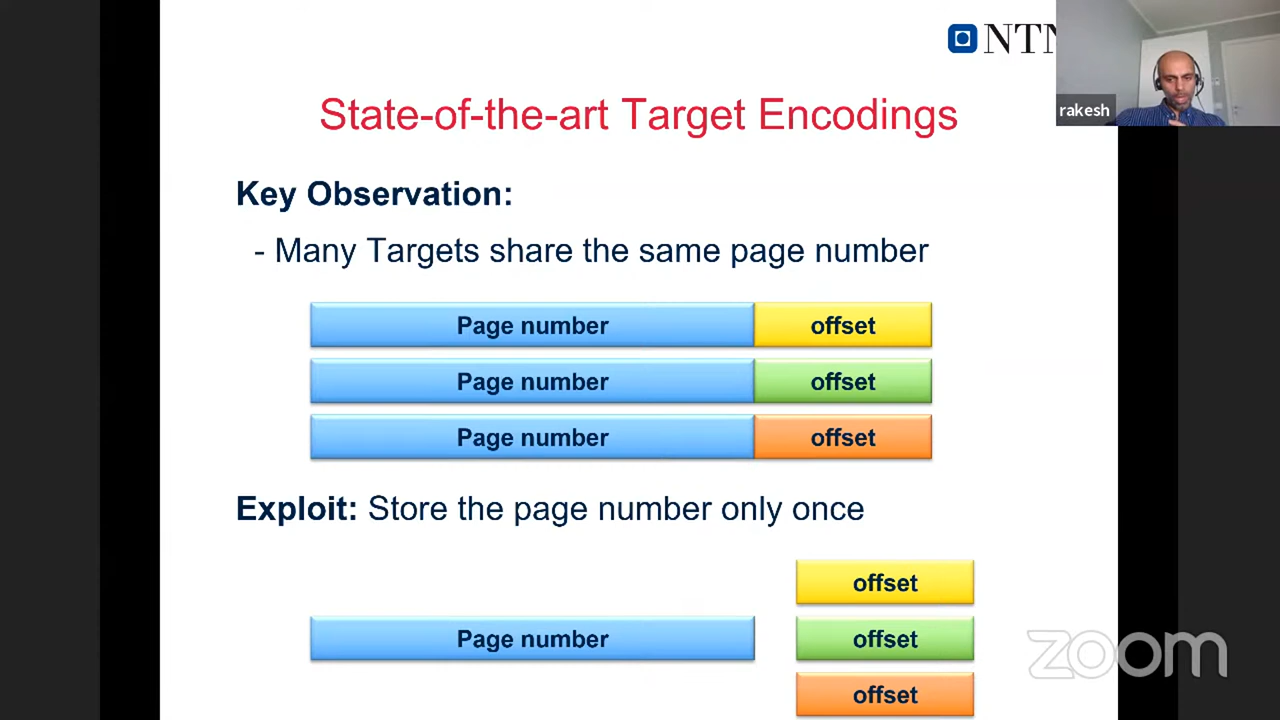 NTN
rakesh
State-of-the-art Target Encodings
Key Observation:
- Many Targets share the same page number
Page number offset
Page number offset
Page number offset
Exploit: Store the page number only once
offset
Page number offset
offset
zoom